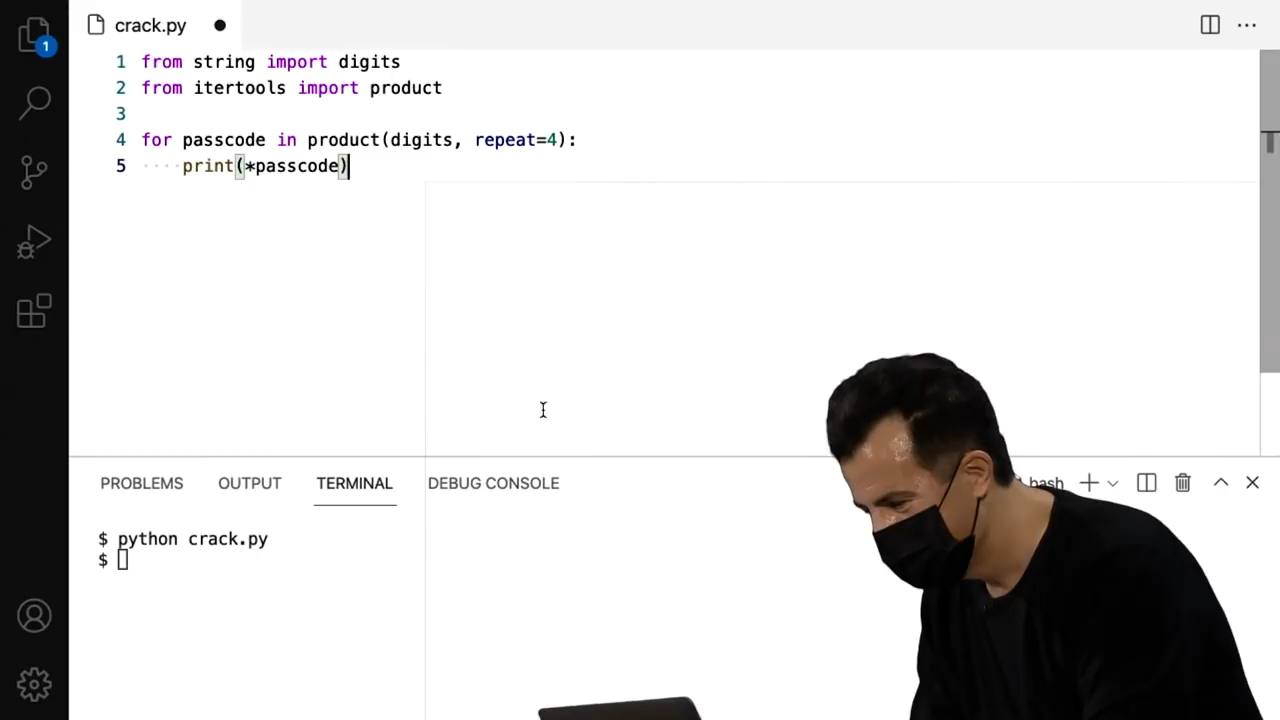 crack.py
1
1 from string import digits
2 from itertools import product
3
4 for passcode in product(digits, repeat=4):
5 ····print(*passcode)
PROBLEMS OUTPUT TERMINAL DEBUG CONSOLE bash
$ python crack.py
$